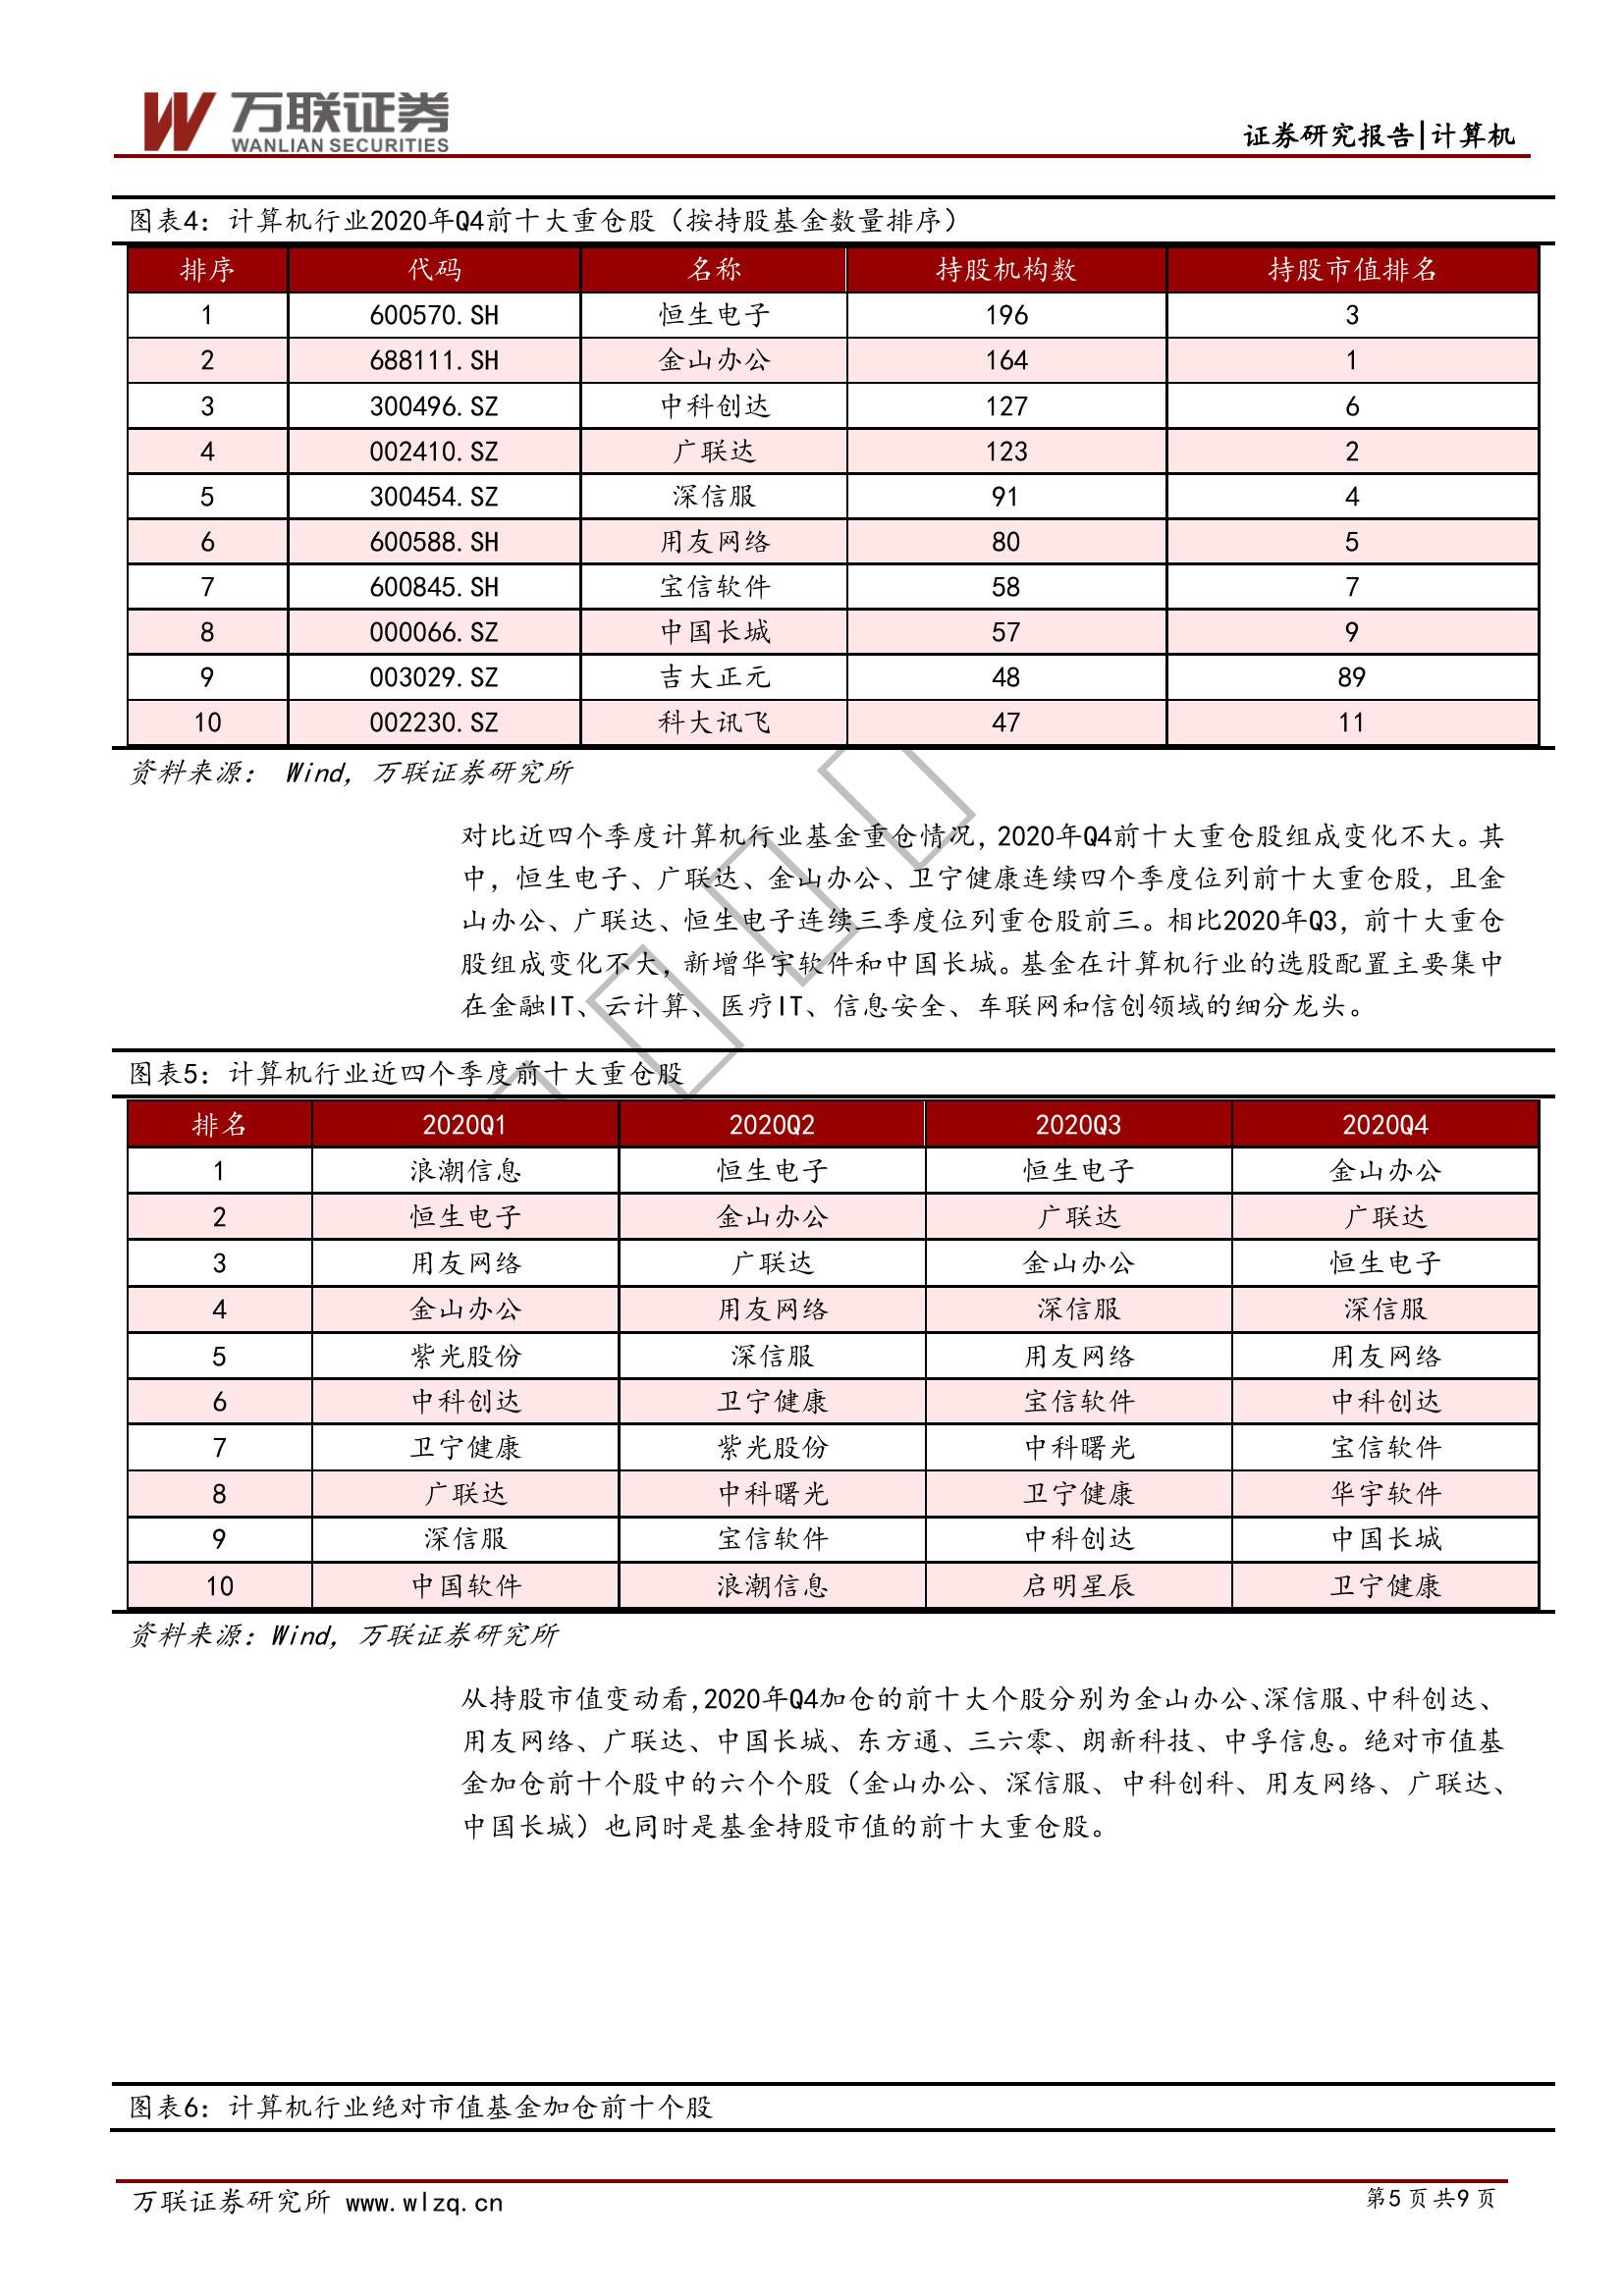 万联证券
WANLIAN SECURITIES
证券研究报告|计算机
图表4：计算机行业2020年Q4前十大重仓股（按持股基金数量排序）
排序 代码 名称 持股机构数 持股市值排名
1 600570.SH 恒生电子 196 3
2 688111.SH 金山办公 164 1
3 300496.SZ 中科创达 127 6
4 002410.SZ 广联达 123 2
5 300454.SZ 深信服 91 4
6 600588.SH 用友网络 80 5
7 600845.SH 宝信软件 58 7
8 000066.SZ 中国长城 57 9
9 003029.SZ 吉大正元 48 89
10 002230.SZ 科大讯飞 47 11
资料来源： Wind，万联证券研究所
对比近四个季度计算机行业基金重仓情况，2020年Q4前十大重仓股组成变化不大。其
中，恒生电子、广联达、金山办公、卫宁健康连续四个季度位列前十大重仓股，且金
山办公、广联达、恒生电子连续三季度位列重仓股前三。相比2020年Q3，前十大重仓
股组成变化不大，新增华宇软件和中国长城。基金在计算机行业的选股配置主要集中
在金融IT、云计算、医疗IT、信息安全、车联网和信创领域的细分龙头。
图表5：计算机行业近四个季度前十大重仓股
排名 2020Q1 2020Q2 2020Q3 2020Q4
1 浪潮信息 恒生电子 恒生电子 金山办公
2 恒生电子 金山办公 广联达 广联达
3 用友网络 广联达 金山办公 恒生电子
4 金山办公 用友网络 深信服 深信服
5 紫光股份 深信服 用友网络 用友网络
6 中科创达 卫宁健康 宝信软件 中科创达
7 卫宁健康 紫光股份 中科曙光 宝信软件
8 广联达 中科曙光 卫宁健康 华宇软件
9 深信服 宝信软件 中科创达 中国长城
10 中国软件 浪潮信息 启明星辰 卫宁健康
资料来源：Wind，万联证券研究所
从持股市值变动看，2020年Q4加仓的前十大个股分别为金山办公、深信服、中科创达、
用友网络、广联达、中国长城、东方通、三六零、朗新科技、中孚信息。绝对市值基
金加仓前十个股中的六个个股（金山办公、深信服、中科创科、用友网络、广联达、
中国长城）也同时是基金持股市值的前十大重仓股。
图表6：计算机行业绝对市值基金加仓前十个股
万联证券研究所 www.wlzq.cn
第5页共9页